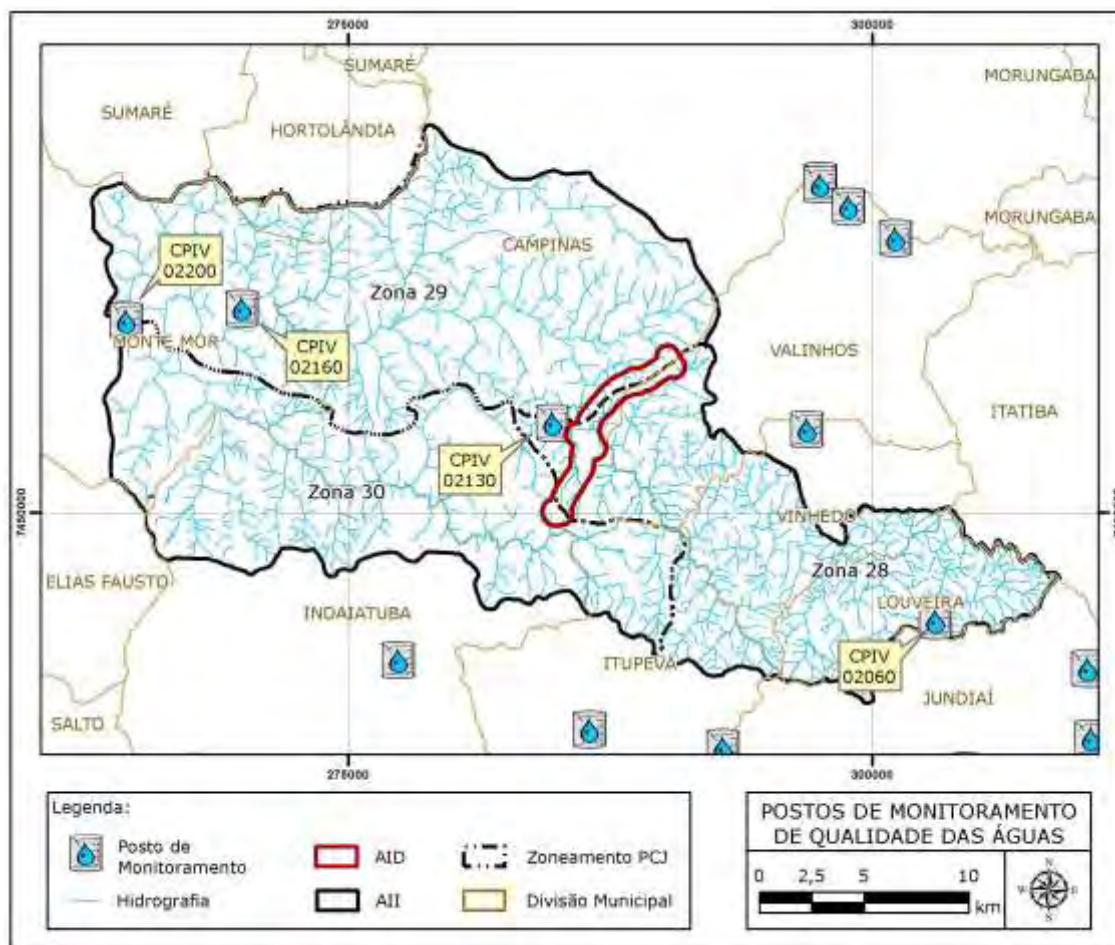 275000
300000
SUMARÉ
MORUNGABA
SUMARÉ
HORTOLÂNDIA
MORUNGABA
CPIV
02200
CAMPINAS
Zona 29
MONTE MOR
CPIV
02160
VALINHOS
ITATIBA
CPIV
02130
Zona 30
7450000
VINHEDO
Zona 28
ELIAS FAUSTO
INDAIATUBA
LOUVEIRA
ITUPEVA
CPIV
02060
JUNDIAÍ
SALTO
275000
300000
Legenda:
Posto de
Monitoramento
AID
Zoneamento PCJ
Hidrografia
AII
Divisão Municipal
POSTOS DE MONITORAMENTO
DE QUALIDADE DAS ÁGUAS
0 2,5 5 10
km
N
S